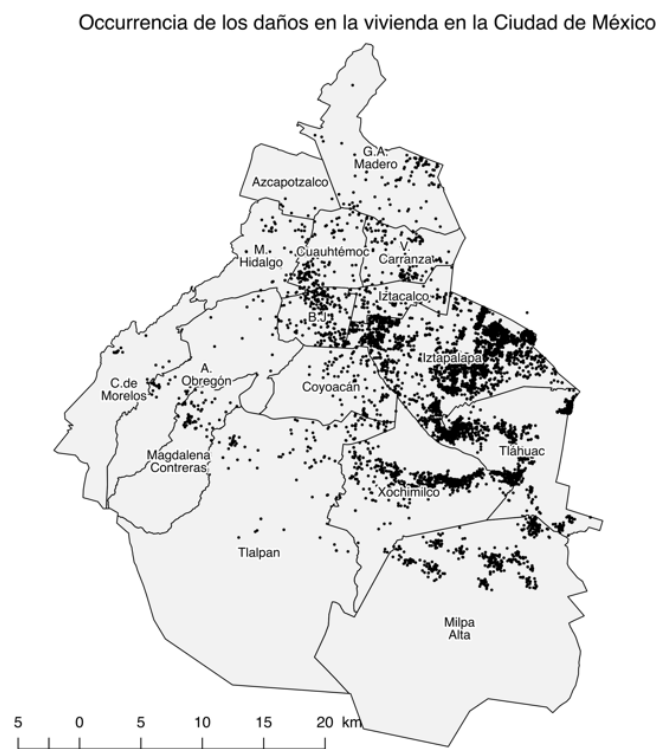 Occurrencia de los daños en la vivienda en la Ciudad de México
G.A.
Madero
Azcapotzalco
M.
Hidalgo
Cuauhtémoc
V.
Carranza
Iztacalco
B.J.
Iztapalapa
A.
Obregón
C.de
Morelos
Coyoacán
Magdalena
Contreras
Tláhuac
Xochimilco
Tlalpan
Milpa
Alta
5 0 5 10 15 20 km